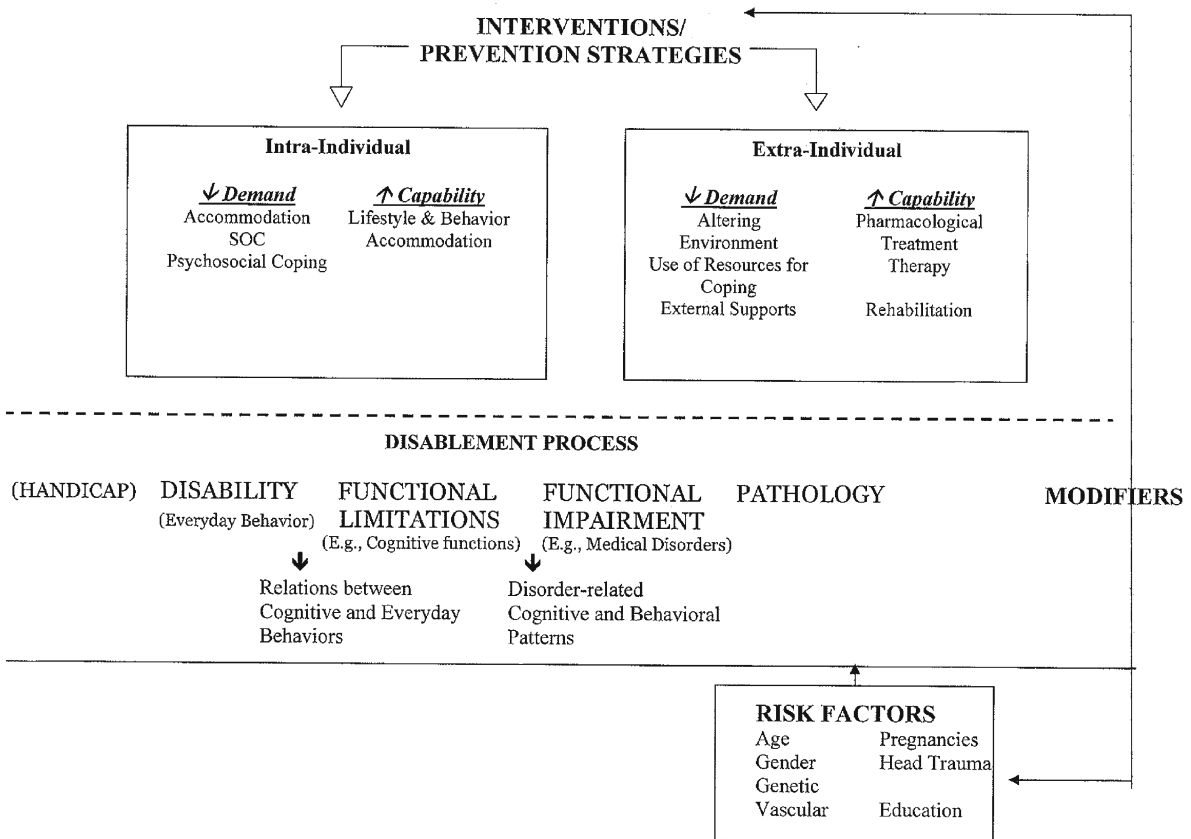 INTERVENTIONS/
PREVENTION STRATEGIES
Intra-Individual
↓ Demand
Accommodation
SOC
Psychosocial Coping
↑ Capability
Lifestyle & Behavior
Accommodation
Extra-Individual
↓ Demand
Altering
Environment
Use of Resources for
Coping
External Supports
↑ Capability
Pharmacological
Treatment
Therapy
Rehabilitation
DISABLEMENT PROCESS
(HANDICAP)
DISABILITY
(Everyday Behavior)
FUNCTIONAL
LIMITATIONS
(E.g., Cognitive functions)
FUNCTIONAL
IMPAIRMENT
(E.g., Medical Disorders)
PATHOLOGY
MODIFIERS
Relations between
Cognitive and Everyday
Behaviors
Disorder-related
Cognitive and Behavioral
Patterns
RISK FACTORS
Age
Gender
Genetic
Vascular
Pregnancies
Head Trauma
Education